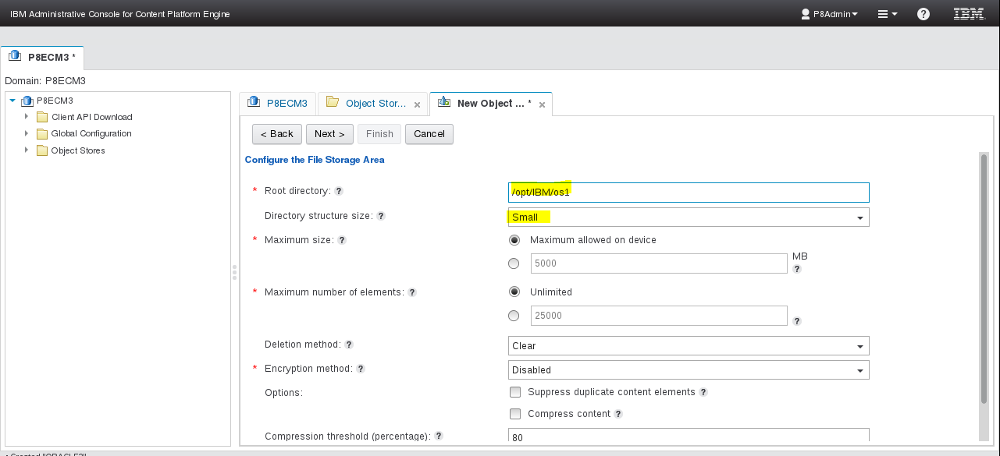 IBM Administrative Console for Content Platform Engine P8Admin ? IBM
P8ECM3 *
Domain: P8ECM3
P8ECM3
Client API Download
Global Configuration
Object Stores
P8ECM3 Object Stor... × New Object ... * ×
< Back Next > Finish Cancel
Configure the File Storage Area
* Root directory: ? /opt/IBM/os1
Directory structure size: ? Small
* Maximum size: ? Maximum allowed on device
5000 MB
?
* Maximum number of elements: ? Unlimited
25000 ?
Deletion method: ? Clear
* Encryption method: ? Disabled
Options: Suppress duplicate content elements ?
Compress content ?
Compression threshold (percentage): ? 80